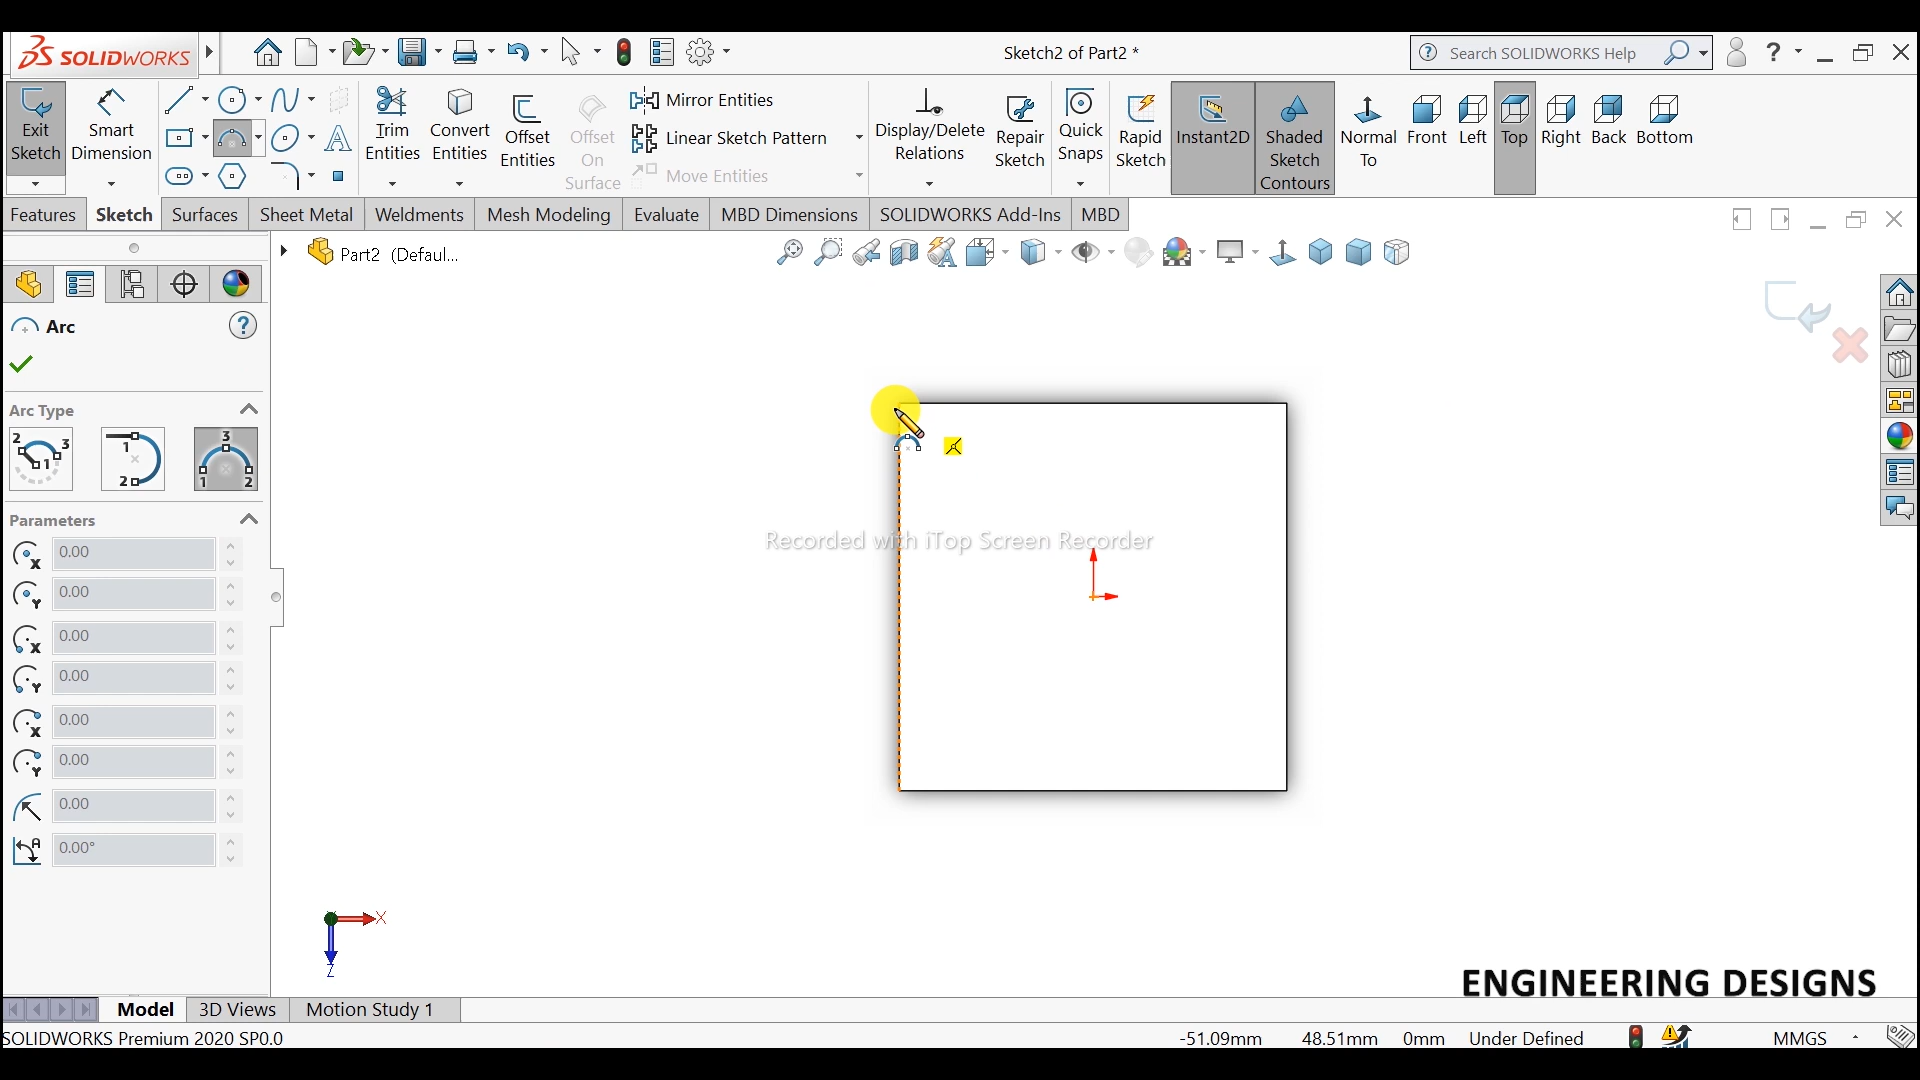 SOLIDWORKS
Sketch2 of Part2 *
Search SOLIDWORKS Help
?
Exit Sketch
Smart Dimension
Trim Entities
Convert Entities
Offset Entities
Offset On Surface
Mirror Entities
Linear Sketch Pattern
Move Entities
Display/Delete Relations
Repair Sketch
Quick Snaps
Rapid Sketch
Instant2D
Shaded Sketch Contours
Normal To
Front
Left
Top
Right
Back
Bottom
Features
Sketch
Surfaces
Sheet Metal
Weldments
Mesh Modeling
Evaluate
MBD Dimensions
SOLIDWORKS Add-Ins
MBD
Part2 (Defaul...
Arc
?
Arc Type
2 3 1
1 2
3 1 2
Parameters
X 0.00
Y 0.00
X 0.00
Y 0.00
X 0.00
Y 0.00
0.00
A 0.00°
Recorded with iTop Screen Recorder
X
Z
ENGINEERING DESIGNS
Model
3D Views
Motion Study 1
SOLIDWORKS Premium 2020 SP0.0
-51.09mm
48.51mm
0mm
Under Defined
MMGS